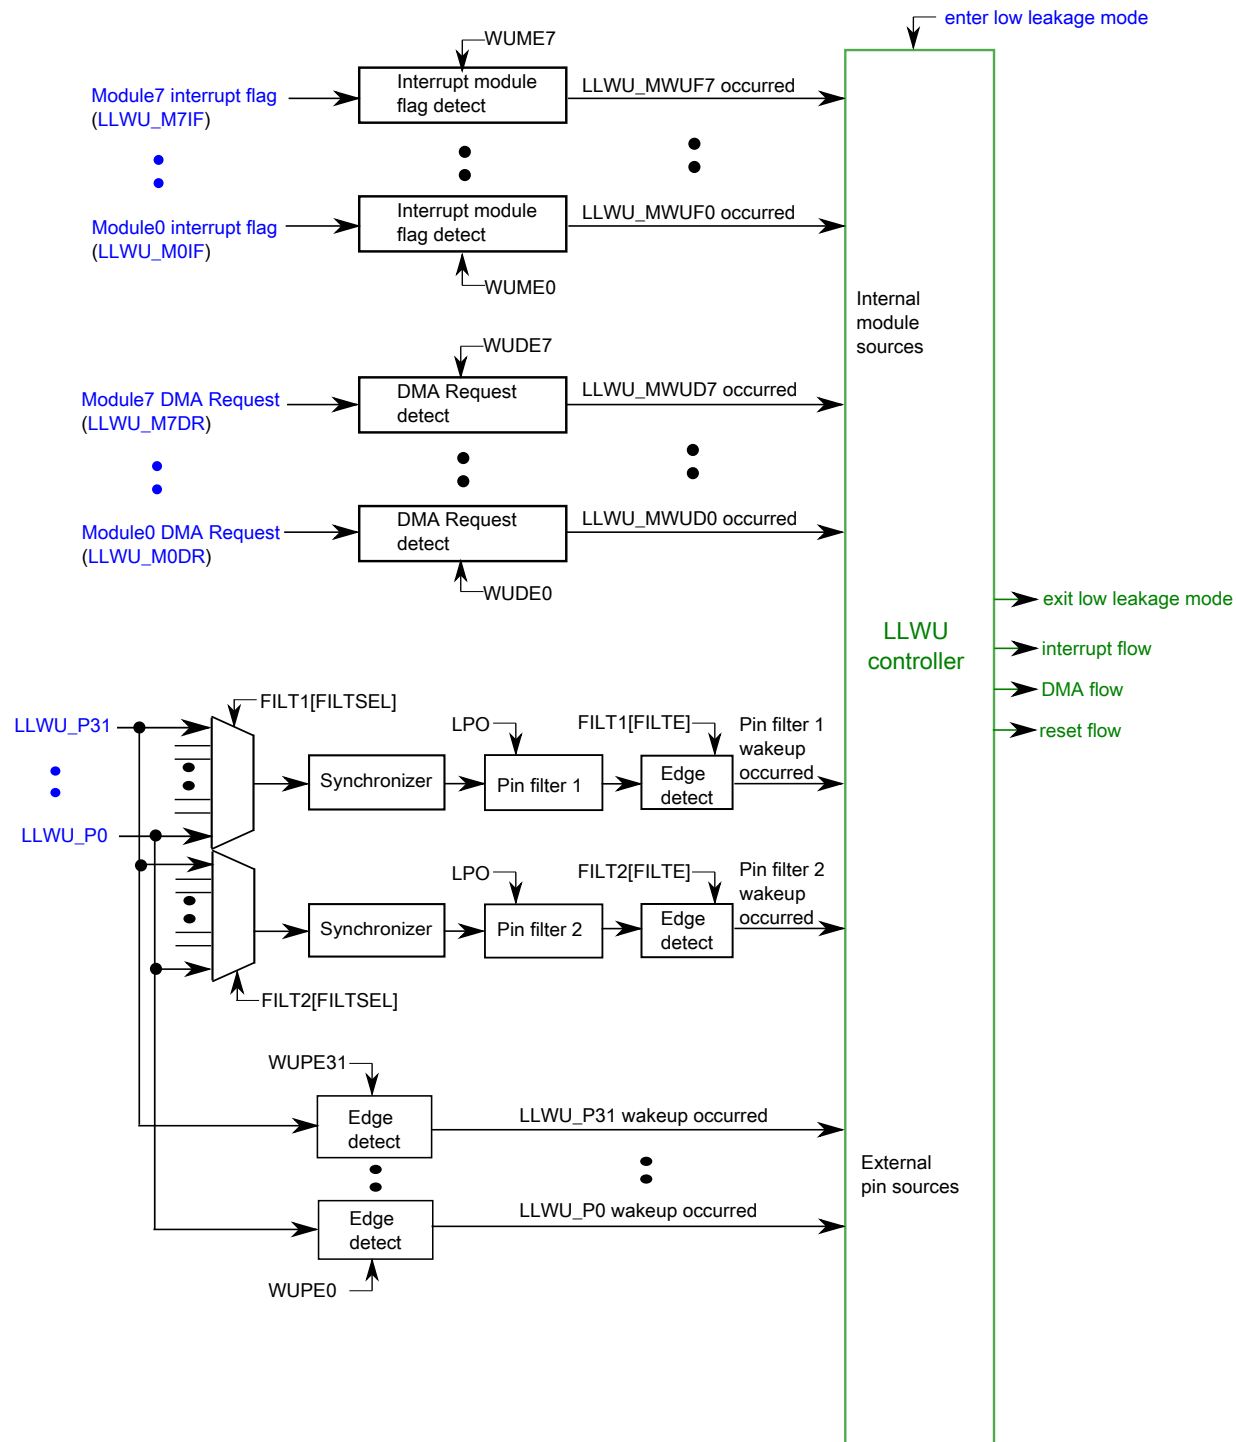 enter low leakage mode
WUME7
Module7 interrupt flag
(LLWU_M7IF)
Interrupt module
flag detect
LLWU_MWUF7 occurred
Module0 interrupt flag
(LLWU_M0IF)
Interrupt module
flag detect
LLWU_MWUF0 occurred
WUME0
Internal
module
sources
WUDE7
Module7 DMA Request
(LLWU_M7DR)
DMA Request
detect
LLWU_MWUD7 occurred
Module0 DMA Request
(LLWU_M0DR)
DMA Request
detect
LLWU_MWUD0 occurred
WUDE0
LLWU
controller
exit low leakage mode
interrupt flow
DMA flow
reset flow
LLWU_P31
LLWU_P0
FILT1[FILTSEL]
Synchronizer
LPO
Pin filter 1
FILT1[FILTE]
Edge
detect
Pin filter 1
wakeup
occurred
Synchronizer
LPO
Pin filter 2
FILT2[FILTE]
Edge
detect
Pin filter 2
wakeup
occurred
FILT2[FILTSEL]
WUPE31
Edge
detect
LLWU_P31 wakeup occurred
Edge
detect
LLWU_P0 wakeup occurred
WUPE0
External
pin sources